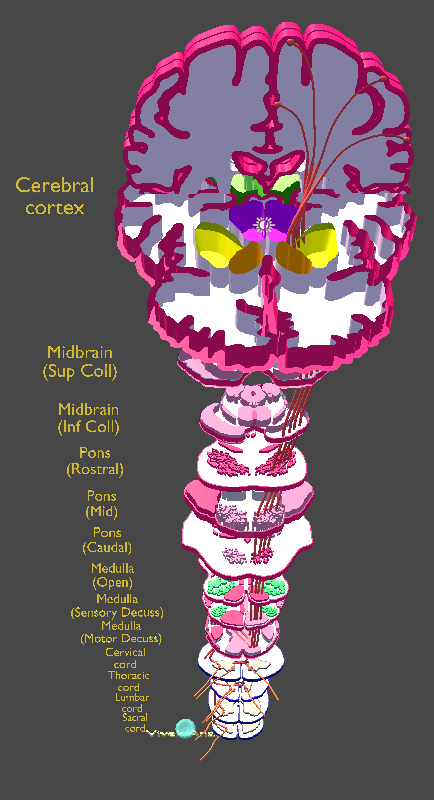 Cerebral
cortex
Midbrain
(Sup Coll)
Midbrain
(Inf Coll)
Pons
(Rostral)
Pons
(Mid)
Pons
(Caudal)
Medulla
(Open)
Medulla
(Sensory Decuss)
Medulla
(Motor Decuss)
Cervical
cord
Thoracic
cord
Lumbar
cord
Sacral
cord